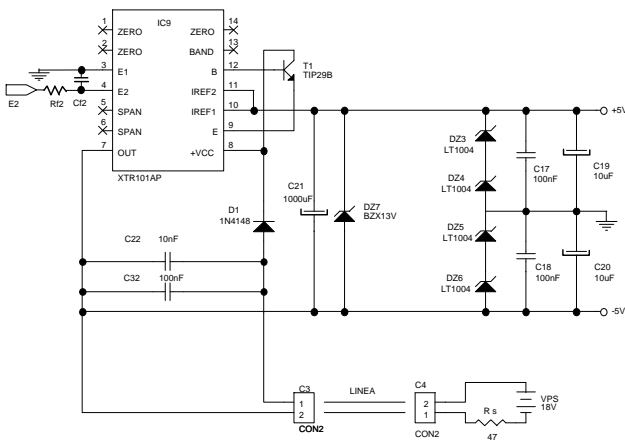 IC9
1 ZERO ZERO 14
2 ZERO BAND 13
3 E1 B 12
4 E2 IREF2 11
5 SPAN IREF1 10
6 SPAN E 9
7 OUT +VCC 8
XTR101AP
T1
TIP29B
E2
Rf2
Cf2
+5V
DZ3
LT1004
DZ4
LT1004
C17
100nF
C19
10uF
C21
1000uF
DZ7
BZX13V
D1
1N4148
DZ5
LT1004
DZ6
LT1004
C18
100nF
C20
10uF
C22 10nF
C32 100nF
-5V
C3
1
2
CON2
LINEA
C4
2
1
CON2
R s
47
VPS
18V